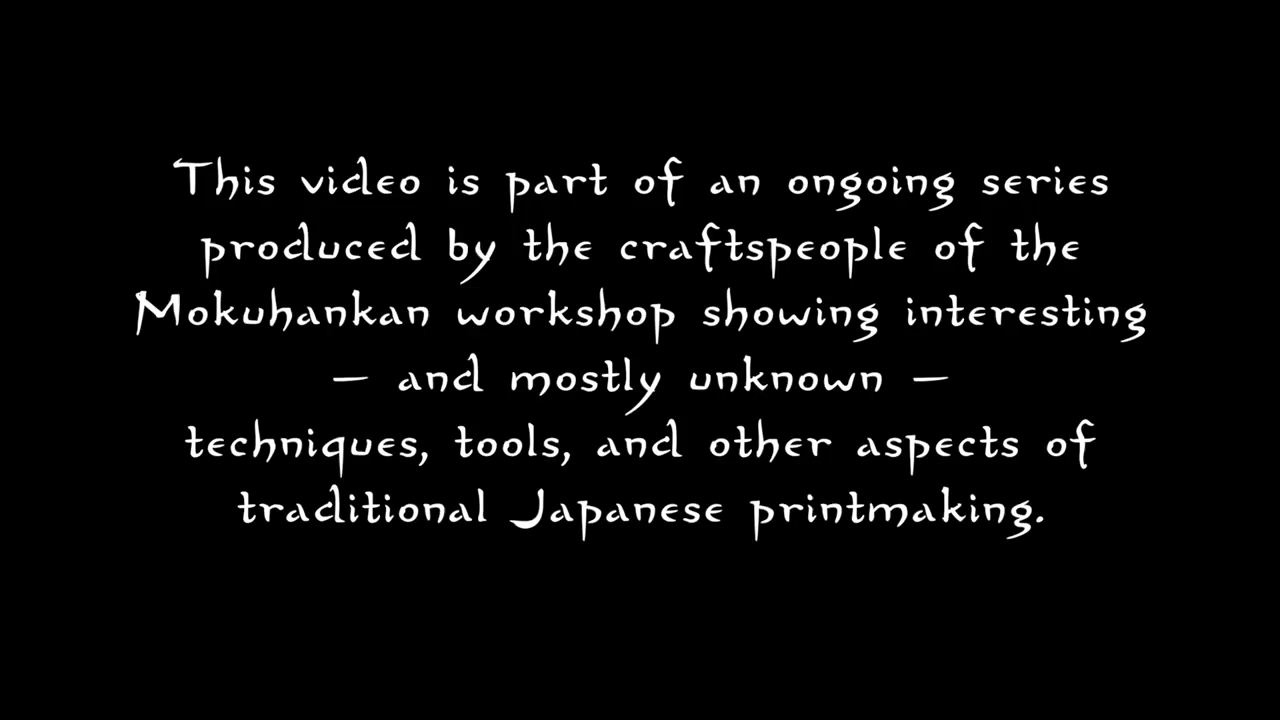 This video is part of an ongoing series
produced by the craftspeople of the
Mokuhankan workshop showing interesting
— and mostly unknown —
techniques, tools, and other aspects of
traditional Japanese printmaking.